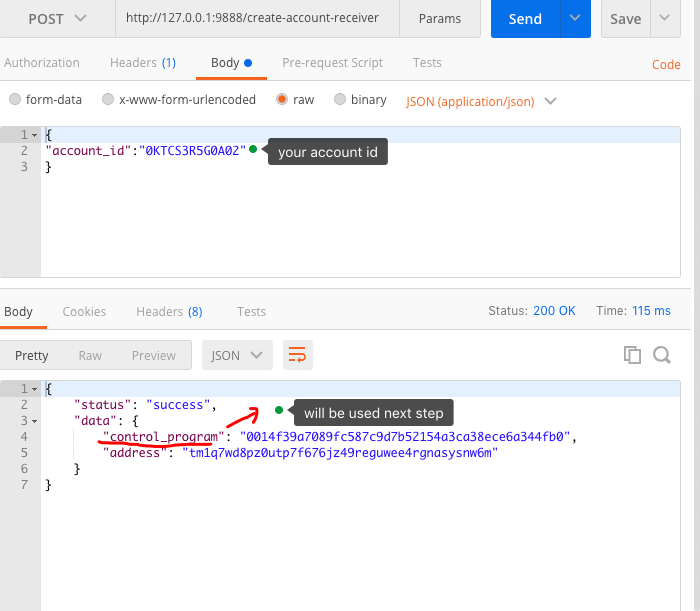 POST http://127.0.0.1:9888/create-account-receiver Params Send Save
Authorization Headers (1) Body Pre-request Script Tests Code
form-data x-www-form-urlencoded raw binary JSON (application/json)
1 {
2 "account_id":"0KTCS3R5G0A02" your account id
3 }
Body Cookies Headers (8) Tests Status: 200 OK Time: 115 ms
Pretty Raw Preview JSON
1 {
2 "status": "success", will be used next step
3 "data": {
4 "control_program": "0014f39a7089fc587c9d7b52154a3ca38ece6a344fb0",
5 "address": "tm1q7wd8pz0utp7f676jz49reguwee4rgnasysnw6m"
6 }
7 }